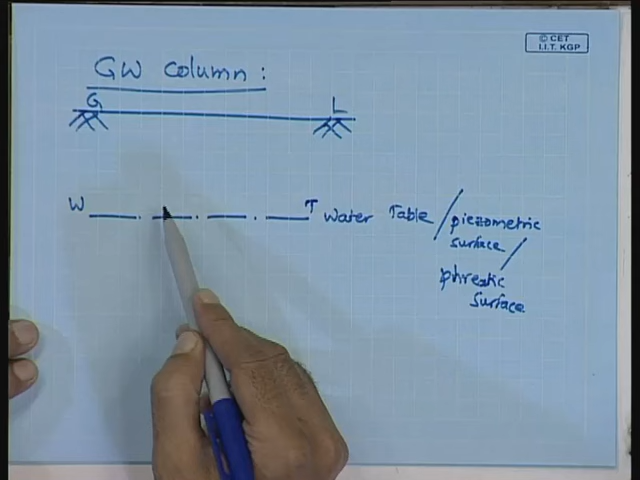 © CET
I.I.T. KGP
GW column:
G L
W T Water Table / piezometric
surface /
phreatic
surface